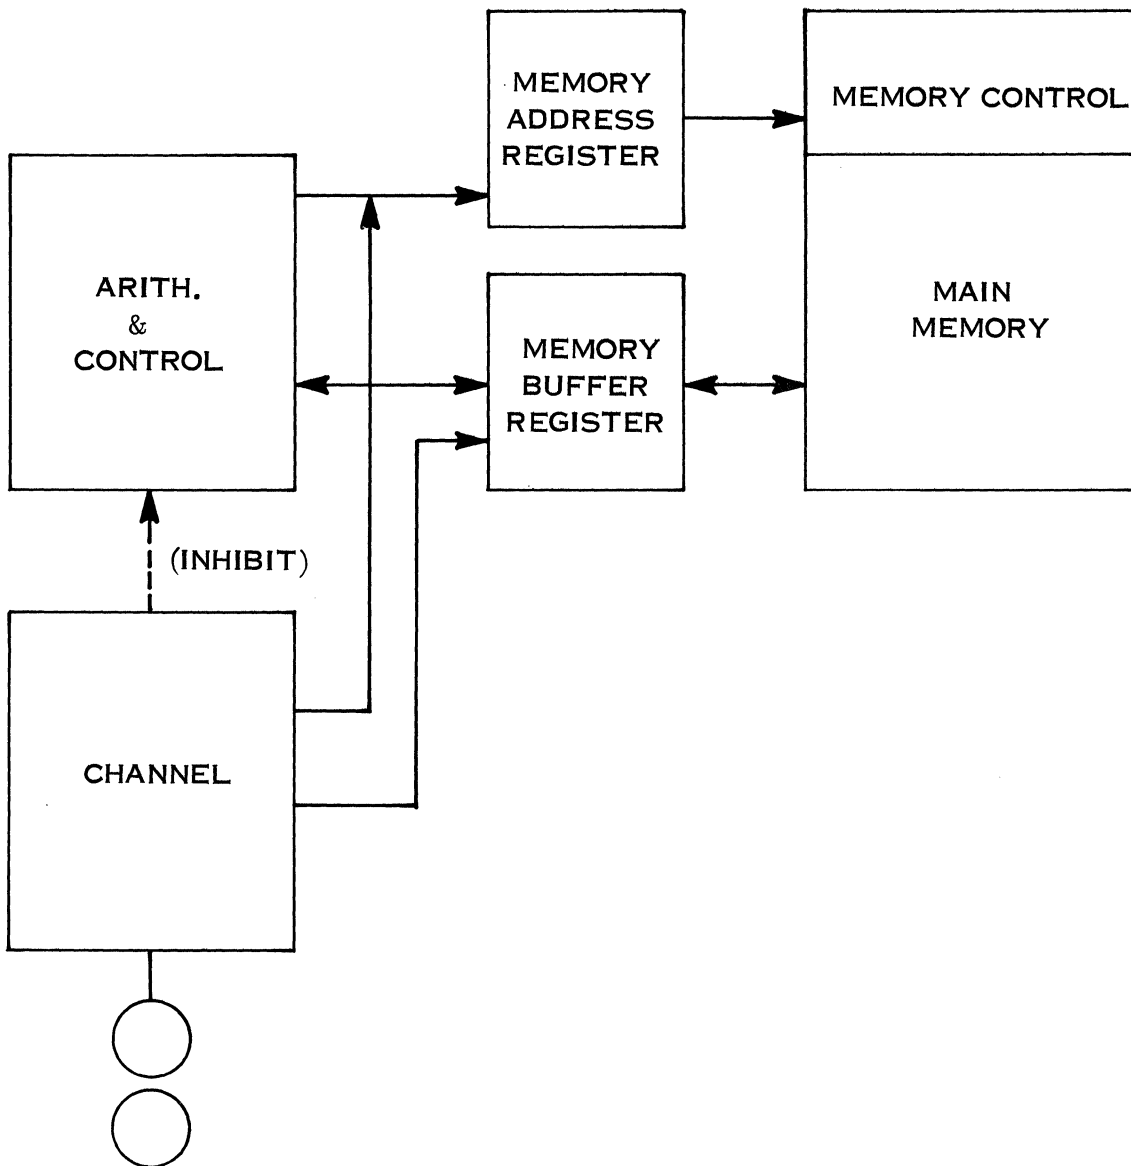 MEMORY
ADDRESS
REGISTER
MEMORY CONTROL
ARITH.
&
CONTROL
MAIN
MEMORY
MEMORY
BUFFER
REGISTER
(INHIBIT)
CHANNEL